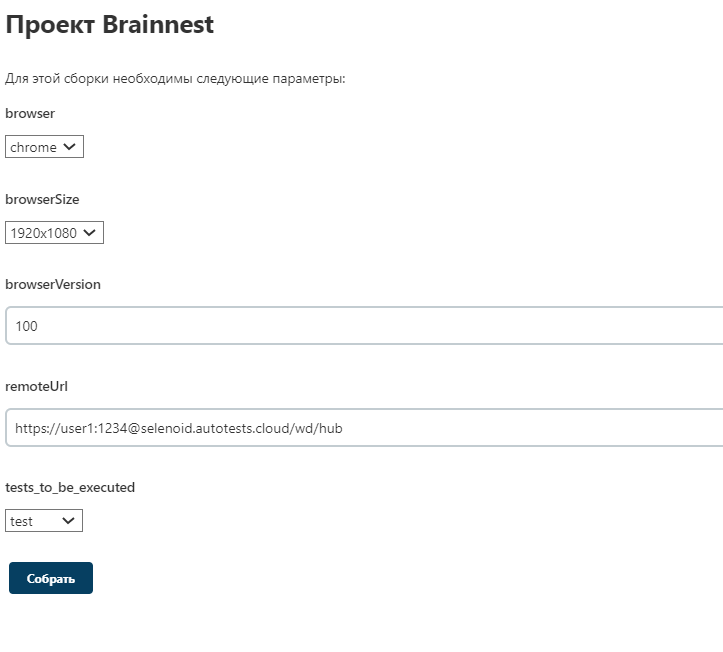 Проект Brainnest
Для этой сборки необходимы следующие параметры:
browser
chrome
browserSize
1920x1080
browserVersion
100
remoteUrl
https://user1:1234@selenoid.autotests.cloud/wd/hub
tests_to_be_executed
test
Собрать